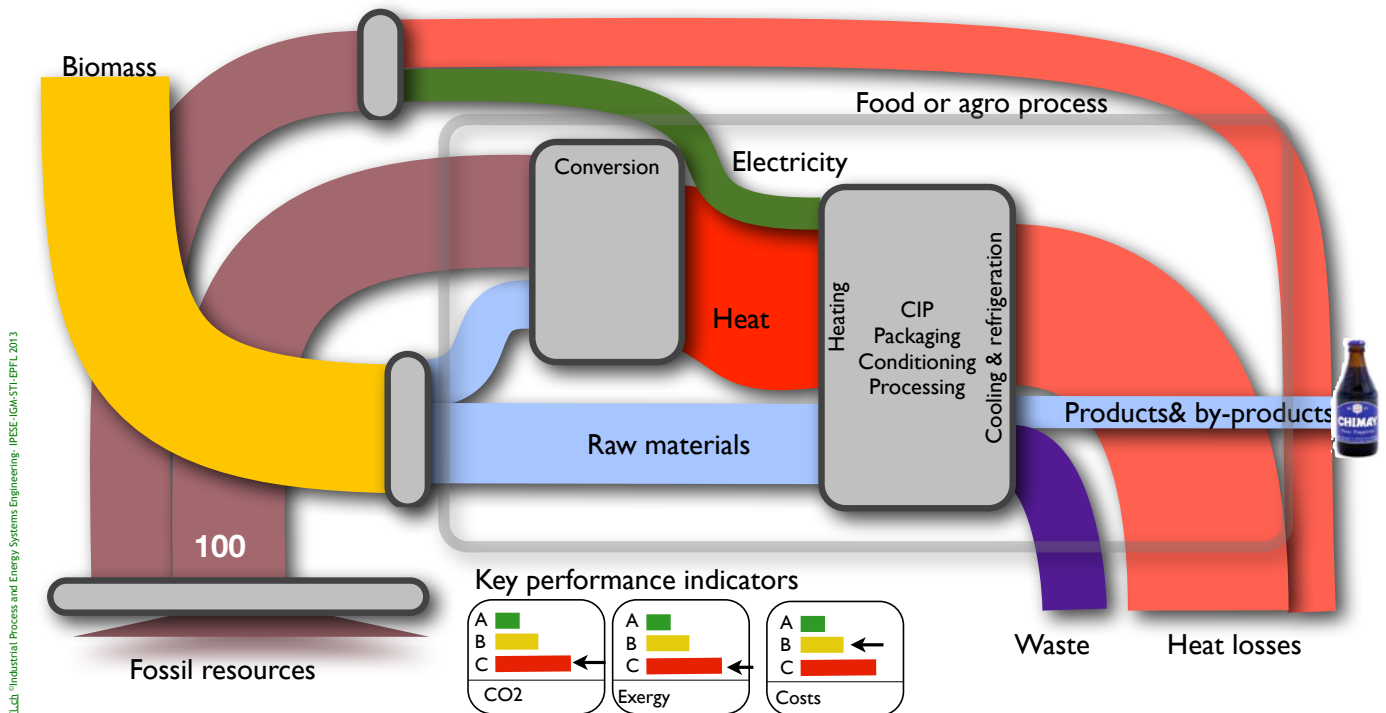 Biomass
Food or agro process
Conversion
Electricity
Heat
Heating
CIP
Packaging
Conditioning
Processing
Cooling & refrigeration
Products& by-products
CHIMAY
Raw materials
100
Fossil resources
Key performance indicators
A
B
C
CO2
A
B
C
Exergy
A
B
C
Costs
Waste
Heat losses
.ch ©Industrial Process and Energy Systems Engineering- IPESE-IGM-STI-EPFL 2013